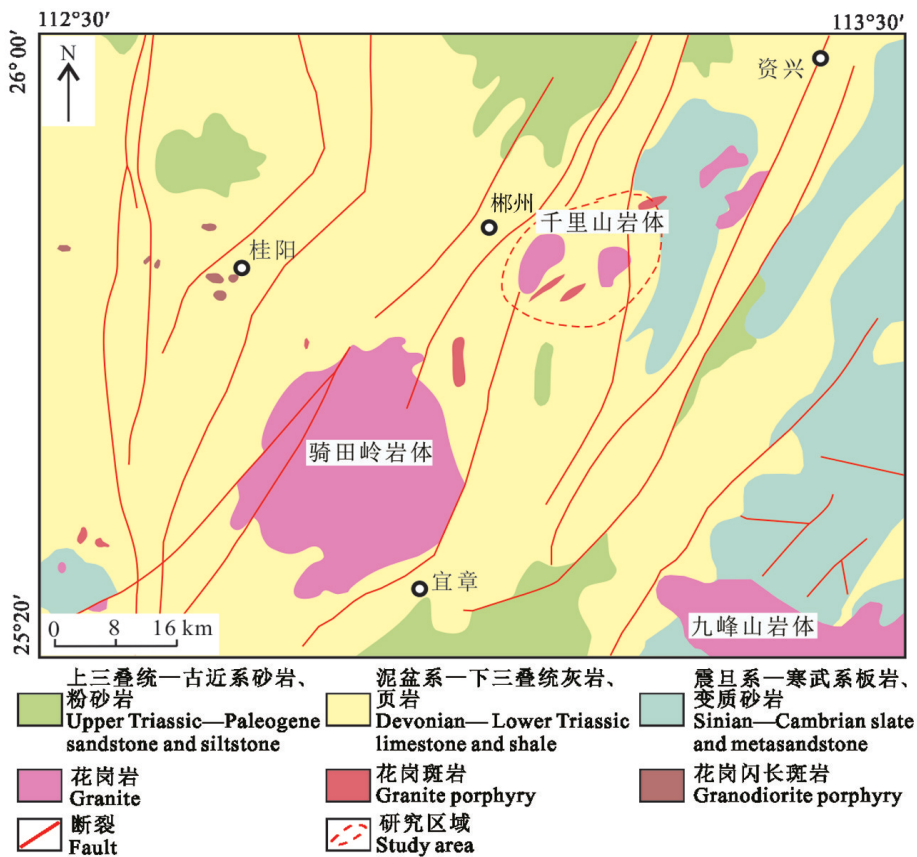 112°30′
113°30′
26°00′
25°20′
N
资兴
郴州
千里山岩体
桂阳
骑田岭岩体
宜章
九峰山岩体
0 8 16 km
上三叠统—古近系砂岩、
粉砂岩
Upper Triassic—Paleogene
sandstone and siltstone
泥盆系—下三叠统灰岩、
页岩
Devonian— Lower Triassic
limestone and shale
震旦系—寒武系板岩、
变质砂岩
Sinian—Cambrian slate
and metasandstone
花岗岩
Granite
花岗斑岩
Granite porphyry
花岗闪长斑岩
Granodiorite porphyry
断裂
Fault
研究区域
Study area